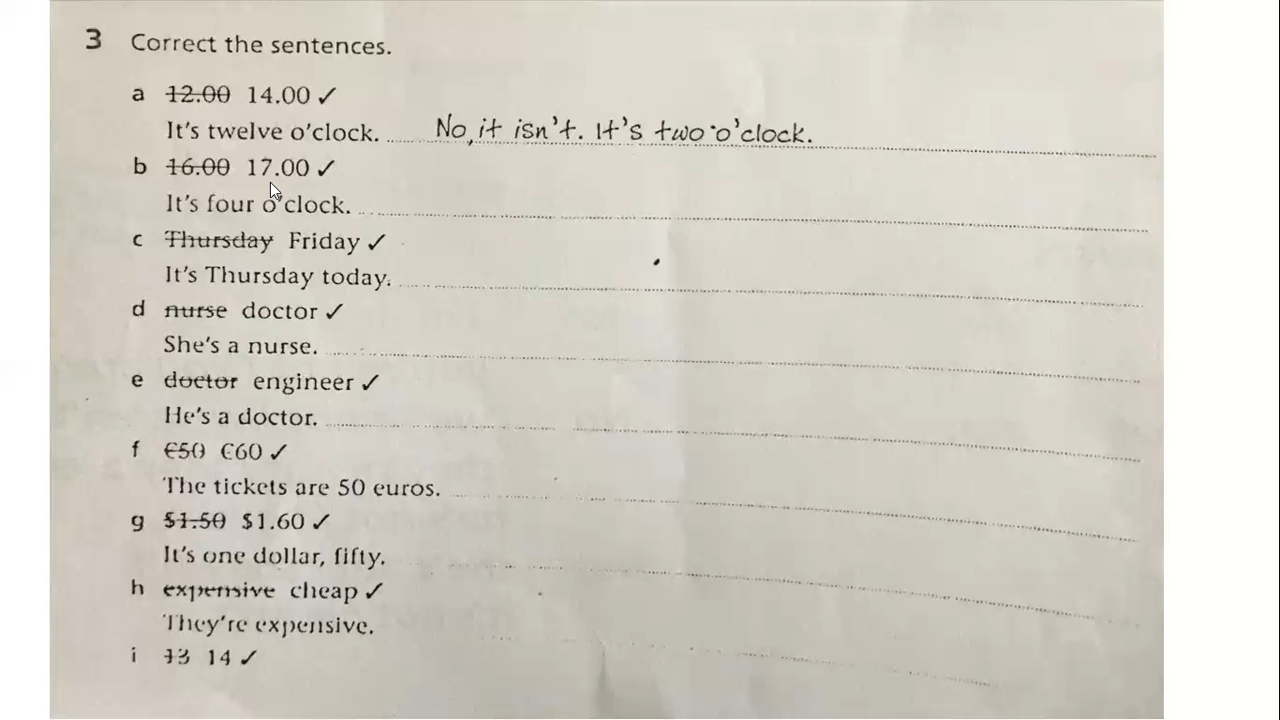 3 Correct the sentences.
a 12.00 14.00 ✓
It's twelve o'clock. No, it isn't. It's two o'clock.
b 16.00 17.00 ✓
It's four o'clock.
c Thursday Friday ✓
It's Thursday today.
d nurse doctor ✓
She's a nurse.
e doctor engineer ✓
He's a doctor.
f €50 €60 ✓
The tickets are 50 euros.
g $1.50 $1.60 ✓
It's one dollar, fifty.
h expensive cheap ✓
They're expensive.
i 13 14 ✓